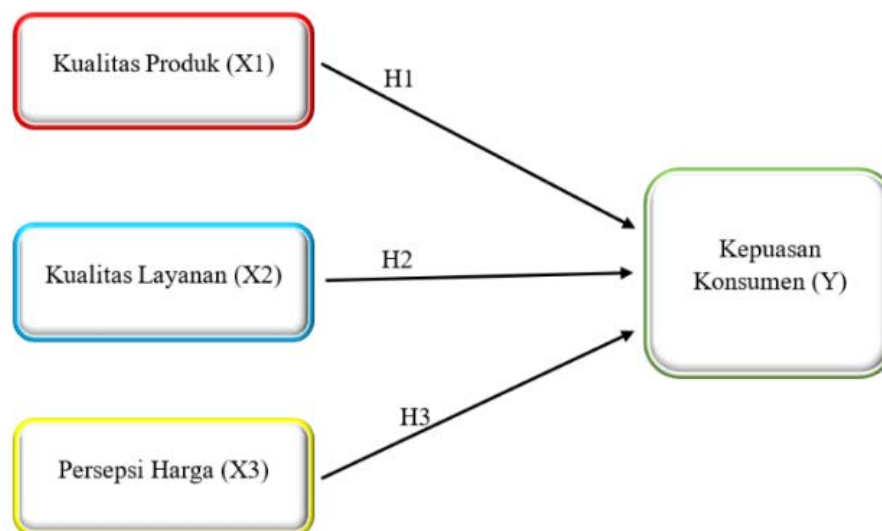 Kualitas Produk (X1)
H1
Kualitas Layanan (X2)
H2
Kepuasan
Konsumen (Y)
H3
Persepsi Harga (X3)